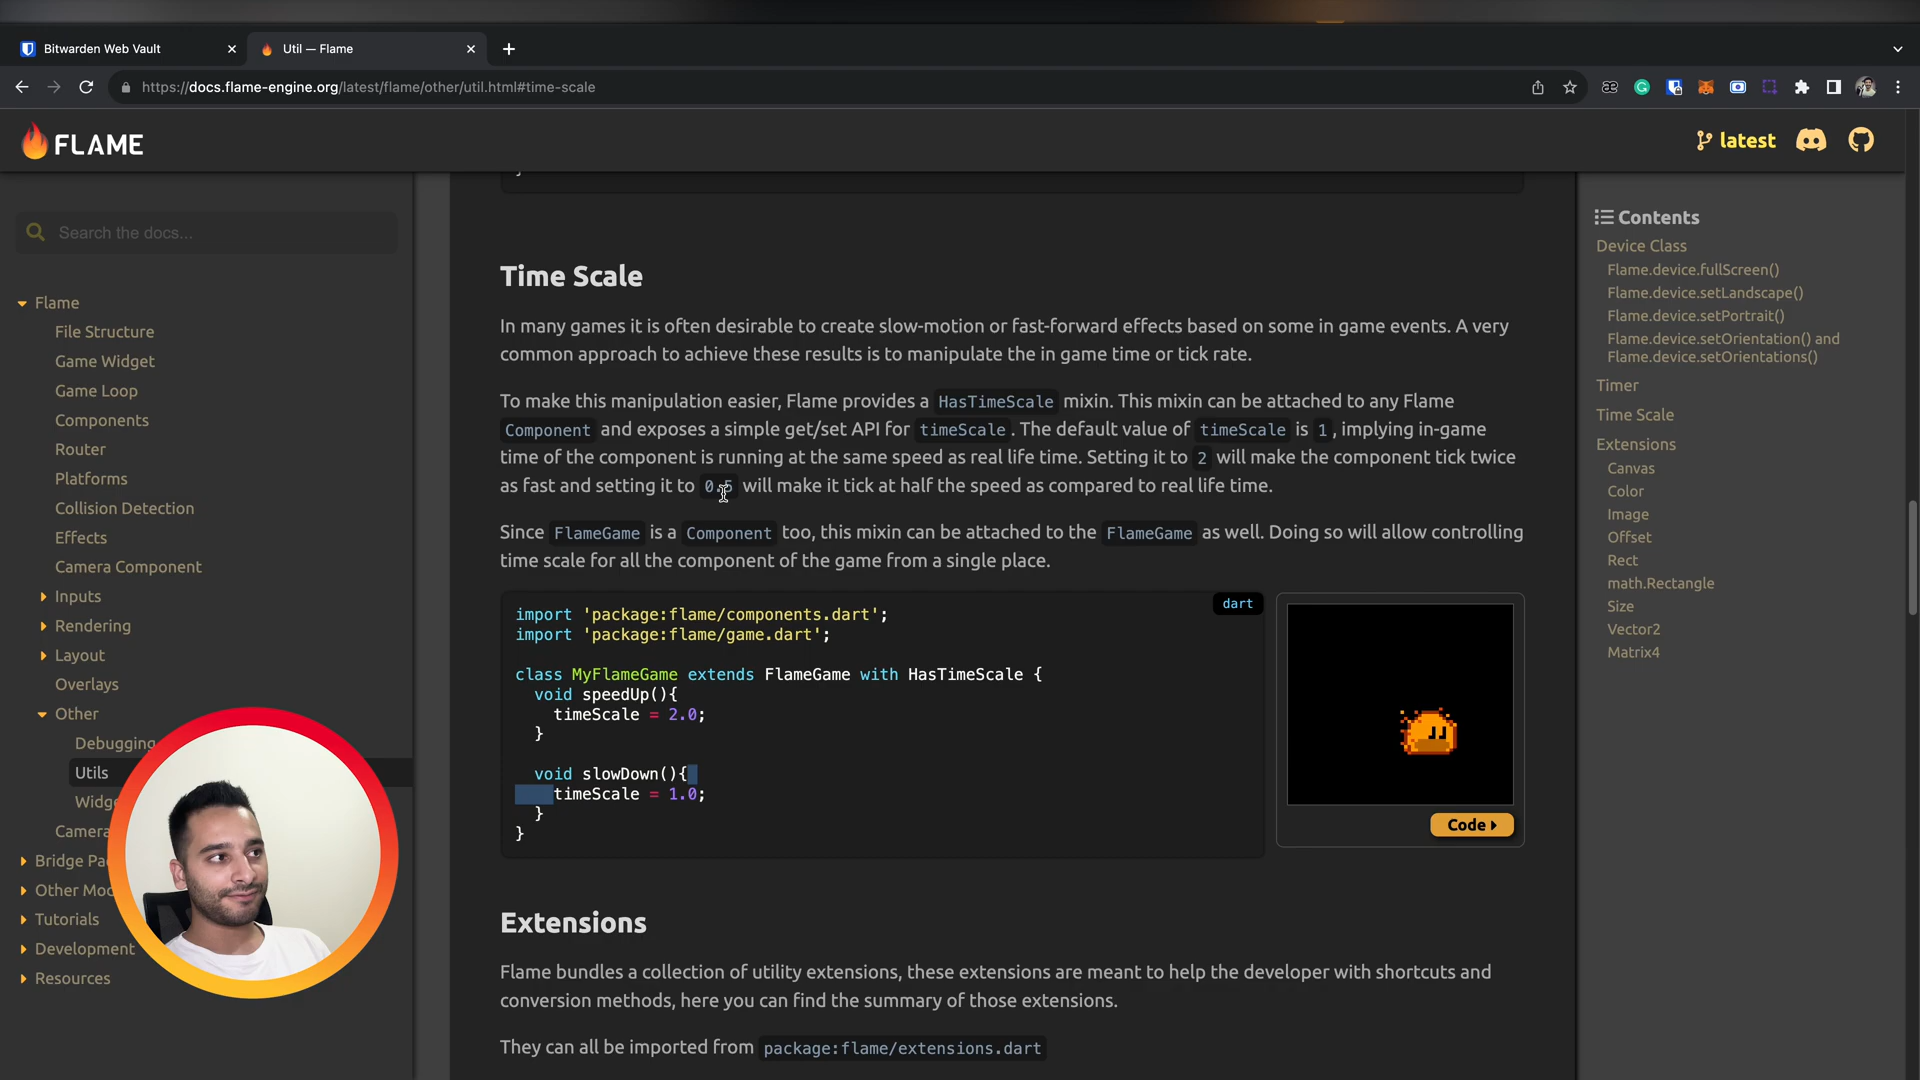 Bitwarden Web Vault
Util — Flame
https://docs.flame-engine.org/latest/flame/other/util.html#time-scale
FLAME
latest
Search the docs...
Flame
File Structure
Game Widget
Game Loop
Components
Router
Platforms
Collision Detection
Effects
Camera Component
Inputs
Rendering
Layout
Overlays
Other
Debugging
Utils
Widg
Camera
Bridge Pa
Other Mod
Tutorials
Development
Resources
}
Time Scale
In many games it is often desirable to create slow-motion or fast-forward effects based on some in game events. A very
common approach to achieve these results is to manipulate the in game time or tick rate.
To make this manipulation easier, Flame provides a HasTimeScale mixin. This mixin can be attached to any Flame
Component and exposes a simple get/set API for timeScale. The default value of timeScale is 1, implying in-game
time of the component is running at the same speed as real life time. Setting it to 2 will make the component tick twice
as fast and setting it to 0.5 will make it tick at half the speed as compared to real life time.
Since FlameGame is a Component too, this mixin can be attached to the FlameGame as well. Doing so will allow controlling
time scale for all the component of the game from a single place.
dart
import 'package:flame/components.dart';
import 'package:flame/game.dart';
class MyFlameGame extends FlameGame with HasTimeScale {
void speedUp(){
timeScale = 2.0;
}
void slowDown(){
timeScale = 1.0;
}
}
Code
Extensions
Flame bundles a collection of utility extensions, these extensions are meant to help the developer with shortcuts and
conversion methods, here you can find the summary of those extensions.
They can all be imported from package:flame/extensions.dart
Contents
Device Class
Flame.device.fullScreen()
Flame.device.setLandscape()
Flame.device.setPortrait()
Flame.device.setOrientation() and
Flame.device.setOrientations()
Timer
Time Scale
Extensions
Canvas
Color
Image
Offset
Rect
math.Rectangle
Size
Vector2
Matrix4